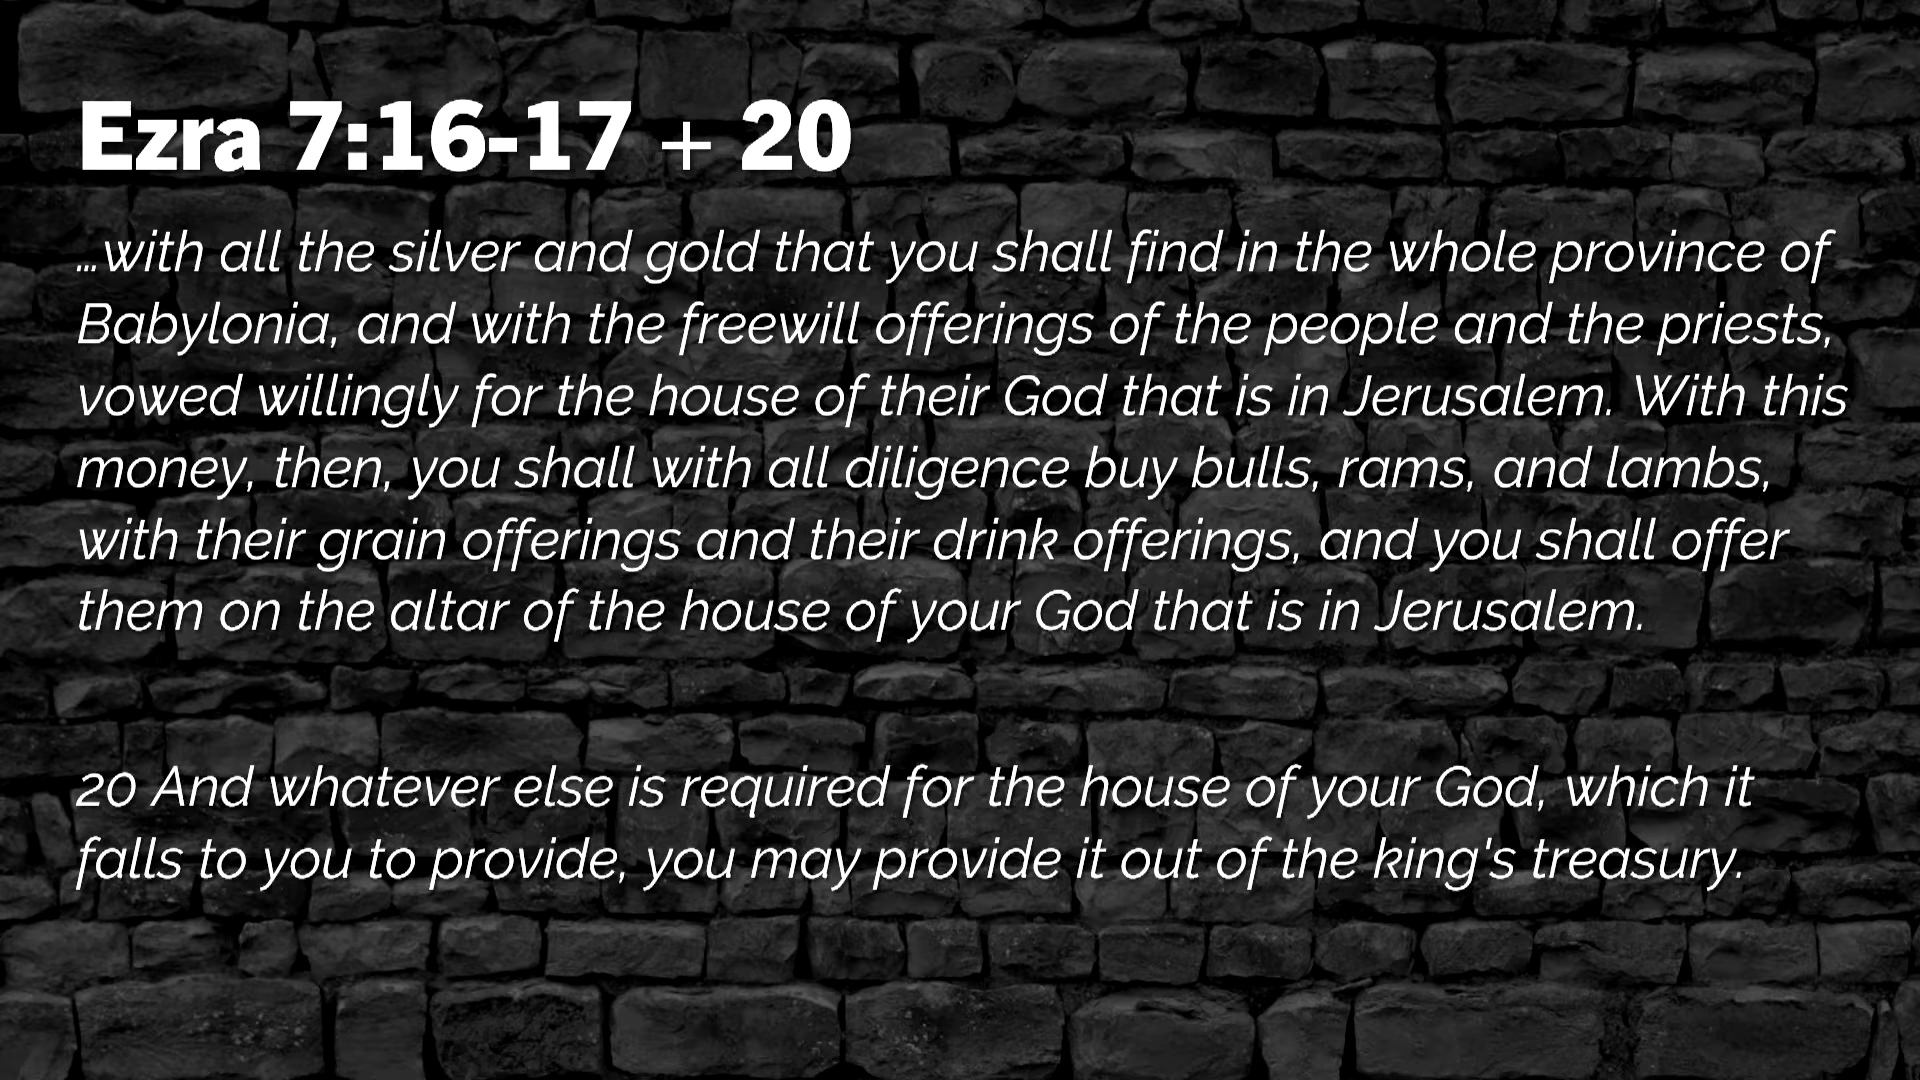 Ezra 7:16-17 + 20
…with all the silver and gold that you shall find in the whole province of
Babylonia, and with the freewill offerings of the people and the priests,
vowed willingly for the house of their God that is in Jerusalem. With this
money, then, you shall with all diligence buy bulls, rams, and lambs,
with their grain offerings and their drink offerings, and you shall offer
them on the altar of the house of your God that is in Jerusalem.
20 And whatever else is required for the house of your God, which it
falls to you to provide, you may provide it out of the king's treasury.